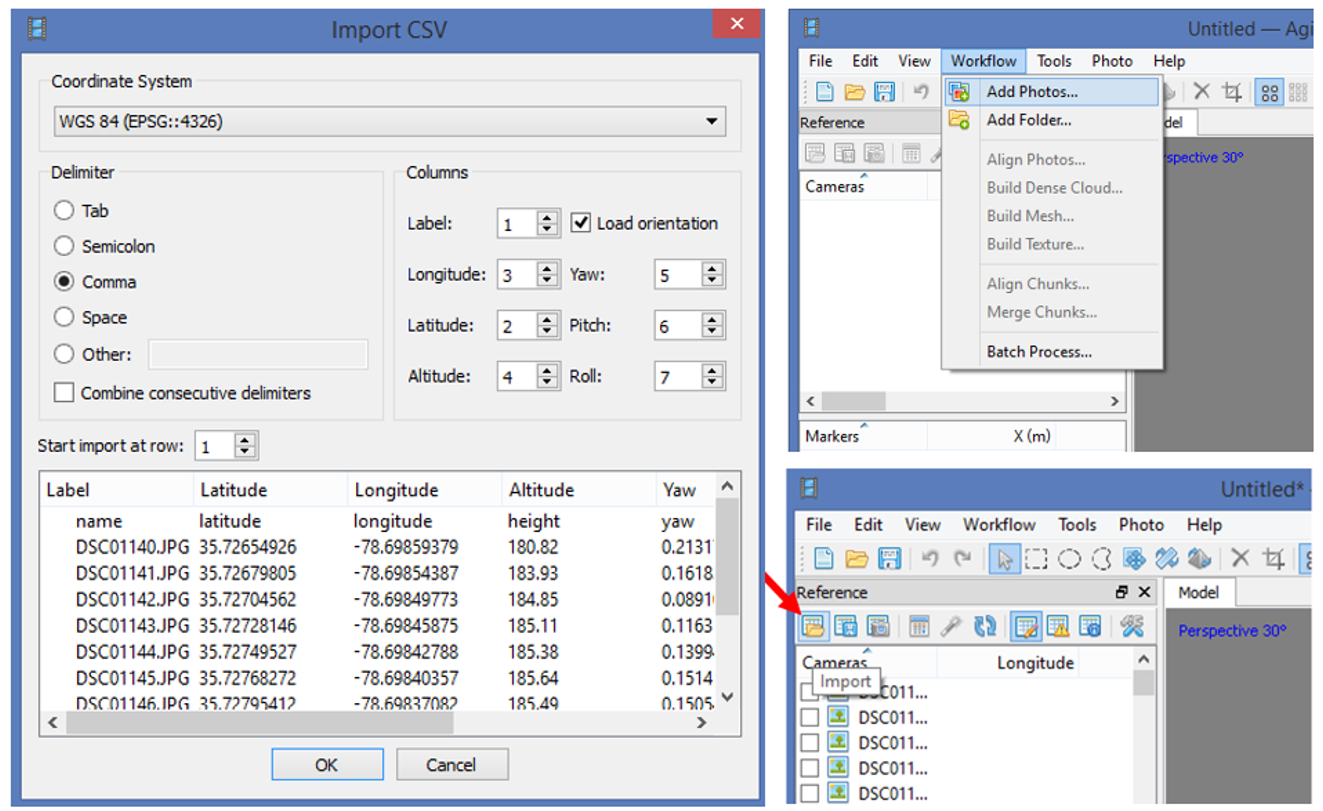 Import CSV
Coordinate System
WGS 84 (EPSG::4326)
Delimiter
Tab
Semicolon
Comma
Space
Other:
Combine consecutive delimiters
Columns
Label: 1 Load orientation
Longitude: 3 Yaw: 5
Latitude: 2 Pitch: 6
Altitude: 4 Roll: 7
Start import at row: 1
Label Latitude Longitude Altitude Yaw
name latitude longitude height yaw
DSC01140.JPG 35.72654926 -78.69859379 180.82 0.2131
DSC01141.JPG 35.72679805 -78.69854387 183.93 0.1618
DSC01142.JPG 35.72704562 -78.69849773 184.85 0.0891
DSC01143.JPG 35.72728146 -78.69845875 185.11 0.1163
DSC01144.JPG 35.72749527 -78.69842788 185.38 0.1399
DSC01145.JPG 35.72768272 -78.69840357 185.64 0.1514
DSC01146.JPG 35.72795412 -78.69837082 185.49 0.1505
OK Cancel
Untitled — Agi
File Edit View Workflow Tools Photo Help
Add Photos...
Add Folder...
Align Photos...
Build Dense Cloud...
Build Mesh...
Build Texture...
Align Chunks...
Merge Chunks...
Batch Process...
Reference
del
spective 30°
Cameras
Markers X (m)
Untitled*
File Edit View Workflow Tools Photo Help
Reference
Model
Perspective 30°
Cameras Longitude
Import
DSC011...
DSC011...
DSC011...
DSC011...
DSC011...